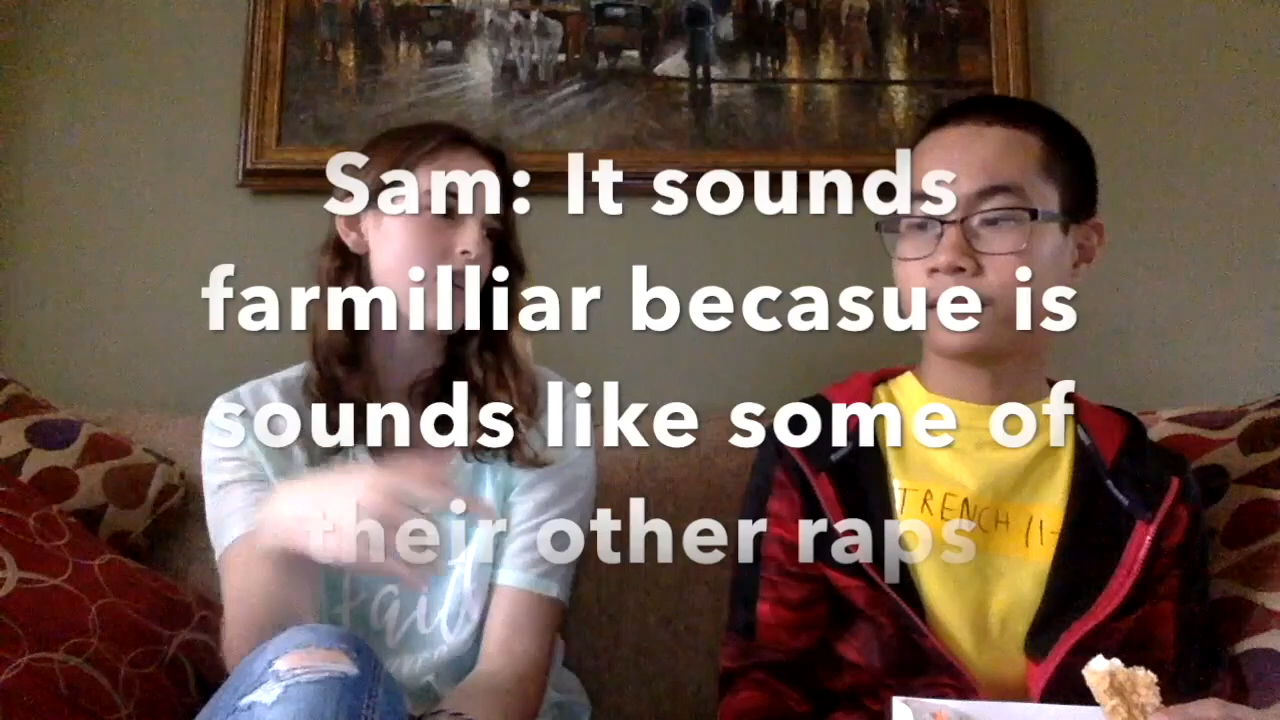 Sam: It sounds
farmilliar becasue is
sounds like some of
their other raps
TRENCH //-